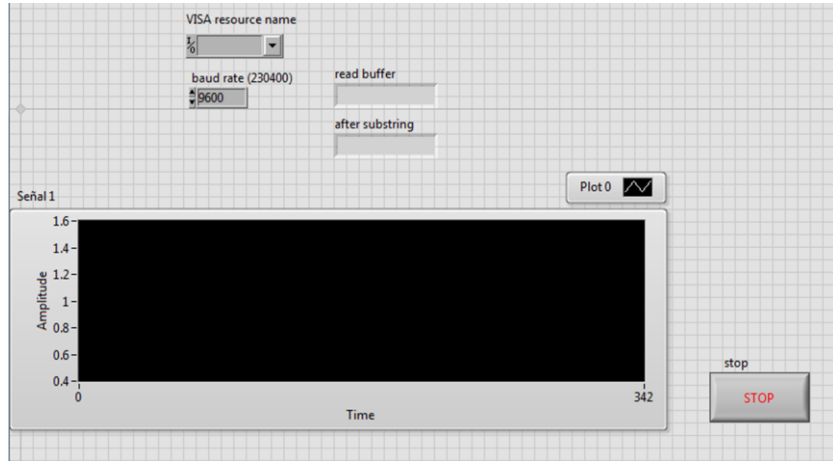 VISA resource name
I/O
baud rate (230400)
9600
read buffer
after substring
Señal 1
Plot 0
1.6
1.4
1.2
1
0.8
0.6
0.4
Amplitude
0
342
Time
stop
STOP